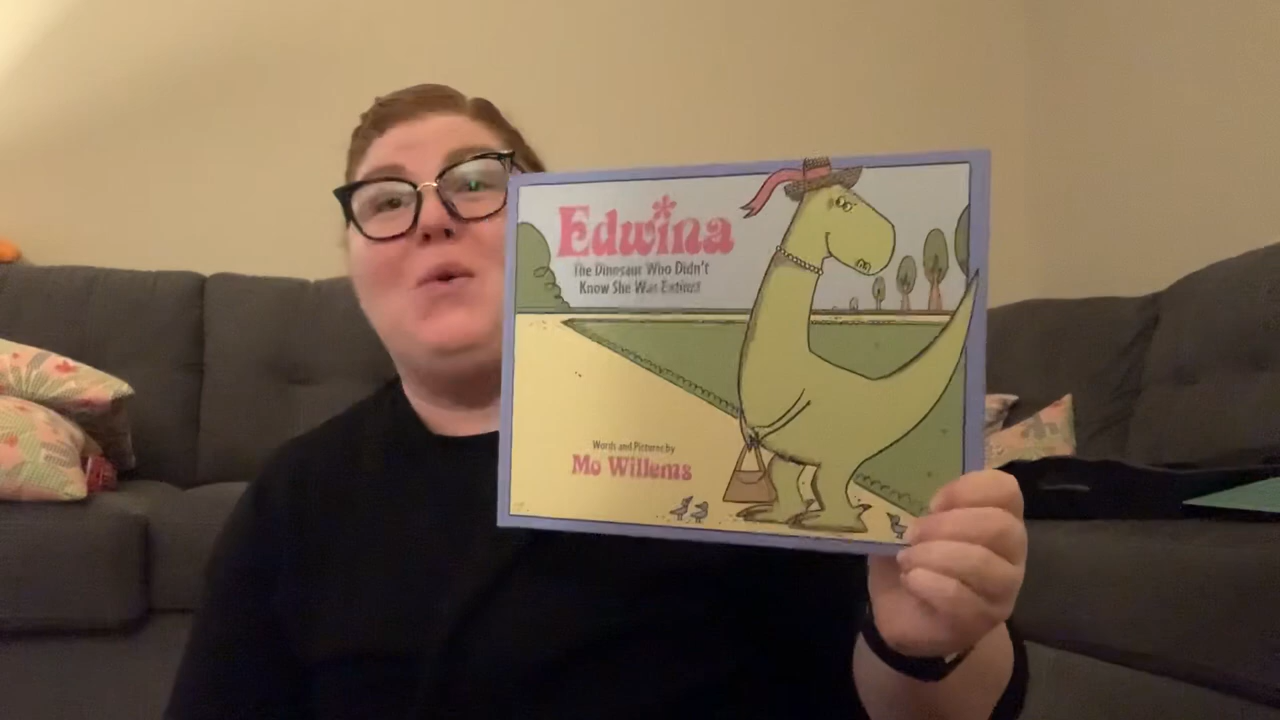 Edwina
The Dinosaur Who Didn't
Know She Was Extinct
Words and Pictures by
Mo Willems